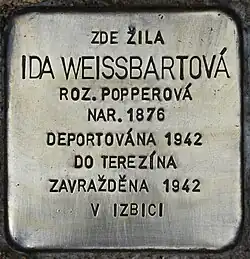 ZDE ŽILA
IDA WEISSBARTOVÁ
ROZ. POPPEROVÁ
NAR. 1876
DEPORTOVÁNA 1942
DO TEREZÍNA
ZAVRAŽDĚNA 1942
V IZBICI